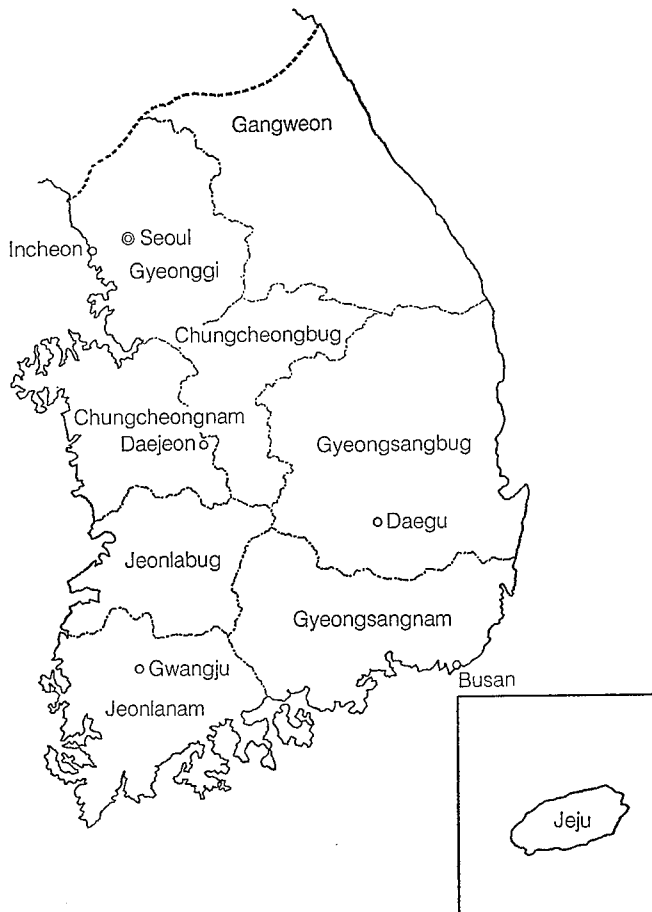 Gangweon
Incheon
Seoul
Gyeonggi
Chungcheongbug
Chungcheongnam
Daejeon
Gyeongsangbug
Daegu
Jeonlabug
Gyeongsangnam
Gwangju
Busan
Jeonlanam
Jeju